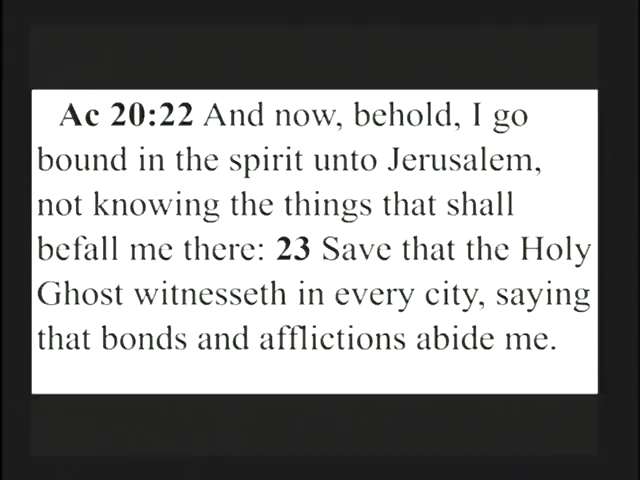 Ac 20:22 And now, behold, I go
bound in the spirit unto Jerusalem,
not knowing the things that shall
befall me there: 23 Save that the Holy
Ghost witnesseth in every city, saying
that bonds and afflictions abide me.